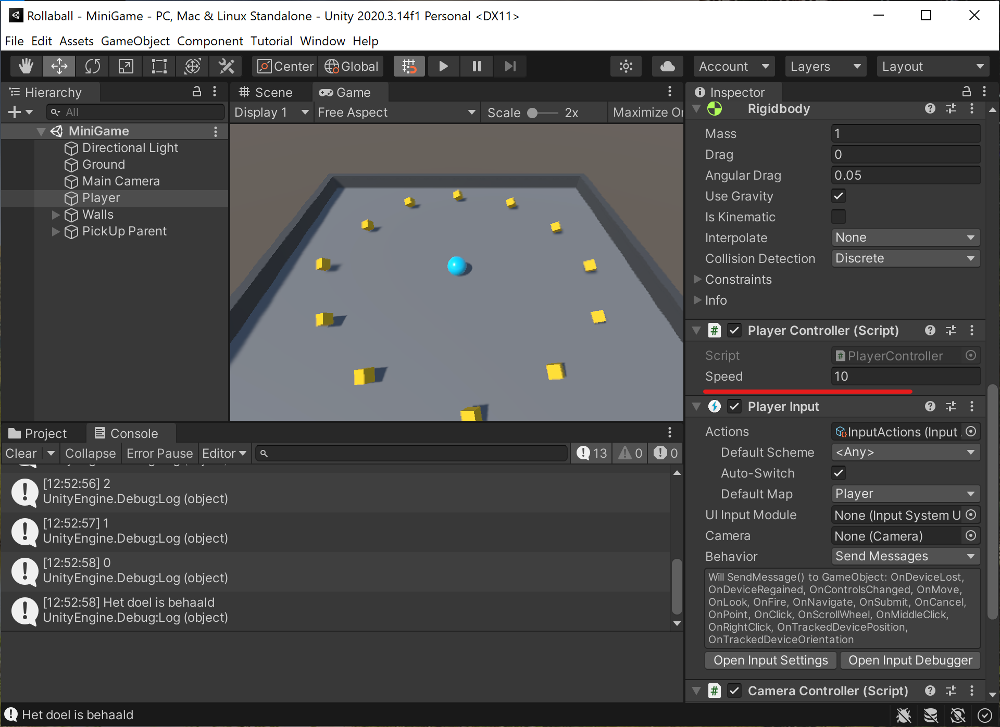 Rollaball - MiniGame - PC, Mac & Linux Standalone - Unity 2020.3.14f1 Personal <DX11>
File Edit Assets GameObject Component Tutorial Window Help
Center Global Account Layers Layout
Hierarchy
All
MiniGame
Directional Light
Ground
Main Camera
Player
Walls
PickUp Parent
Scene Game
Display 1 Free Aspect Scale 2x Maximize On
Inspector
Rigidbody
Mass 1
Drag 0
Angular Drag 0.05
Use Gravity
Is Kinematic
Interpolate None
Collision Detection Discrete
Constraints
Info
# Player Controller (Script)
Script # PlayerController
Speed 10
Player Input
Actions InputActions (Input .
Default Scheme <Any>
Auto-Switch
Default Map Player
UI Input Module None (Input System U
Camera None (Camera)
Behavior Send Messages
Will SendMessage() to GameObject: OnDeviceLost,
OnDeviceRegained, OnControlsChanged, OnMove,
OnLook, OnFire, OnNavigate, OnSubmit, OnCancel,
OnPoint, OnClick, OnScrollWheel, OnMiddleClick,
OnRightClick, OnTrackedDevicePosition,
OnTrackedDeviceOrientation
Open Input Settings Open Input Debugger
# Camera Controller (Script)
Project Console
Clear Collapse Error Pause Editor 13 0 0
[12:52:56] 2
UnityEngine.Debug:Log (object)
[12:52:57] 1
UnityEngine.Debug:Log (object)
[12:52:58] 0
UnityEngine.Debug:Log (object)
[12:52:58] Het doel is behaald
UnityEngine.Debug:Log (object)
Het doel is behaald